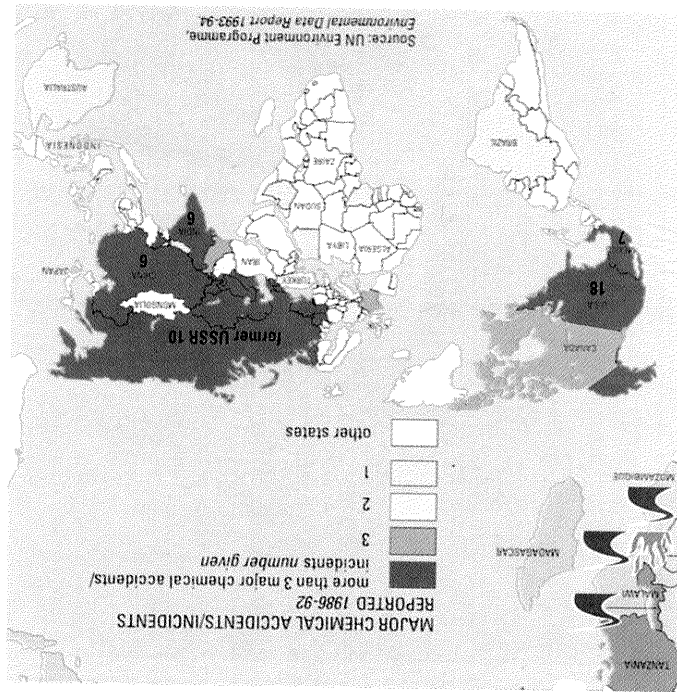 TANZANIA
MALAWI
MADAGASCAR
MOZAMBIQUE
MAJOR CHEMICAL ACCIDENTS/INCIDENTS
REPORTED 1986-92
more than 3 major chemical accidents/
incidents number given
3
2
1
other states
CANADA
USA
18
7
BRAZIL
former USSR 10
MONGOLIA
TURKEY
CHINA
6
JAPAN
IRAN
ALGERIA
LIBYA
INDIA
6
SUDAN
ZAIRE
INDONESIA
AUSTRALIA
Source: UN Environment Programme,
Environmental Data Report 1993-94.